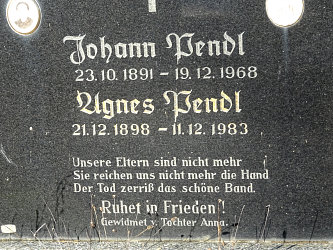 Johann Pendl
23.10.1891 – 19.12.1968
Agnes Pendl
21.12.1898 – 11.12.1983
Unsere Eltern sind nicht mehr
Sie reichen uns nicht mehr die Hand
Der Tod zerriß das schöne Band.
Ruhet in Frieden!
Gewidmet v. Tochter Anna.